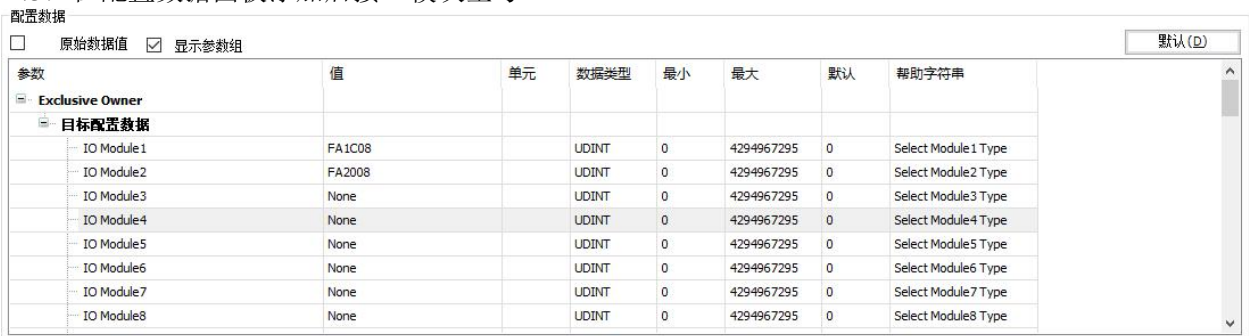 配置数据
原始数据值 显示参数组 默认(D)
参数 值 单元 数据类型 最小 最大 默认 帮助字符串
Exclusive Owner
目标配置数据
IO Module1 FA1C08 UDINT 0 4294967295 0 Select Module1 Type
IO Module2 FA2008 UDINT 0 4294967295 0 Select Module2 Type
IO Module3 None UDINT 0 4294967295 0 Select Module3 Type
IO Module4 None UDINT 0 4294967295 0 Select Module4 Type
IO Module5 None UDINT 0 4294967295 0 Select Module5 Type
IO Module6 None UDINT 0 4294967295 0 Select Module6 Type
IO Module7 None UDINT 0 4294967295 0 Select Module7 Type
IO Module8 None UDINT 0 4294967295 0 Select Module8 Type